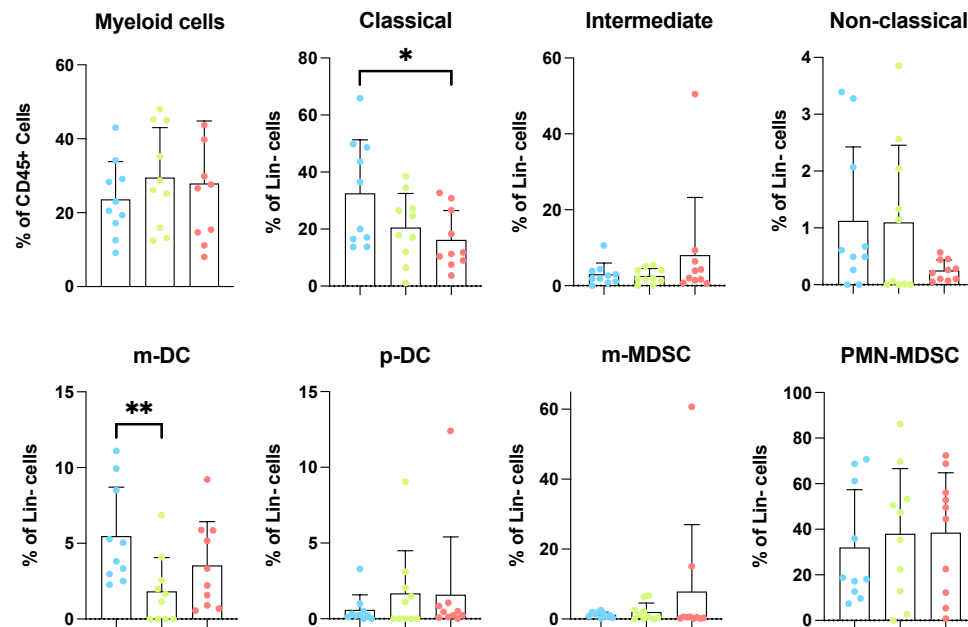 Myeloid cells
% of CD45+ Cells
60
40
20
0
Classical
*
% of Lin- cells
80
60
40
20
0
Intermediate
% of Lin- cells
60
40
20
0
Non-classical
% of Lin- cells
4
3
2
1
0
m-DC
**
% of Lin- cells
15
10
5
0
p-DC
% of Lin- cells
15
10
5
0
m-MDSC
% of Lin- cells
60
40
20
0
PMN-MDSC
% of Lin- cells
100
80
60
40
20
0